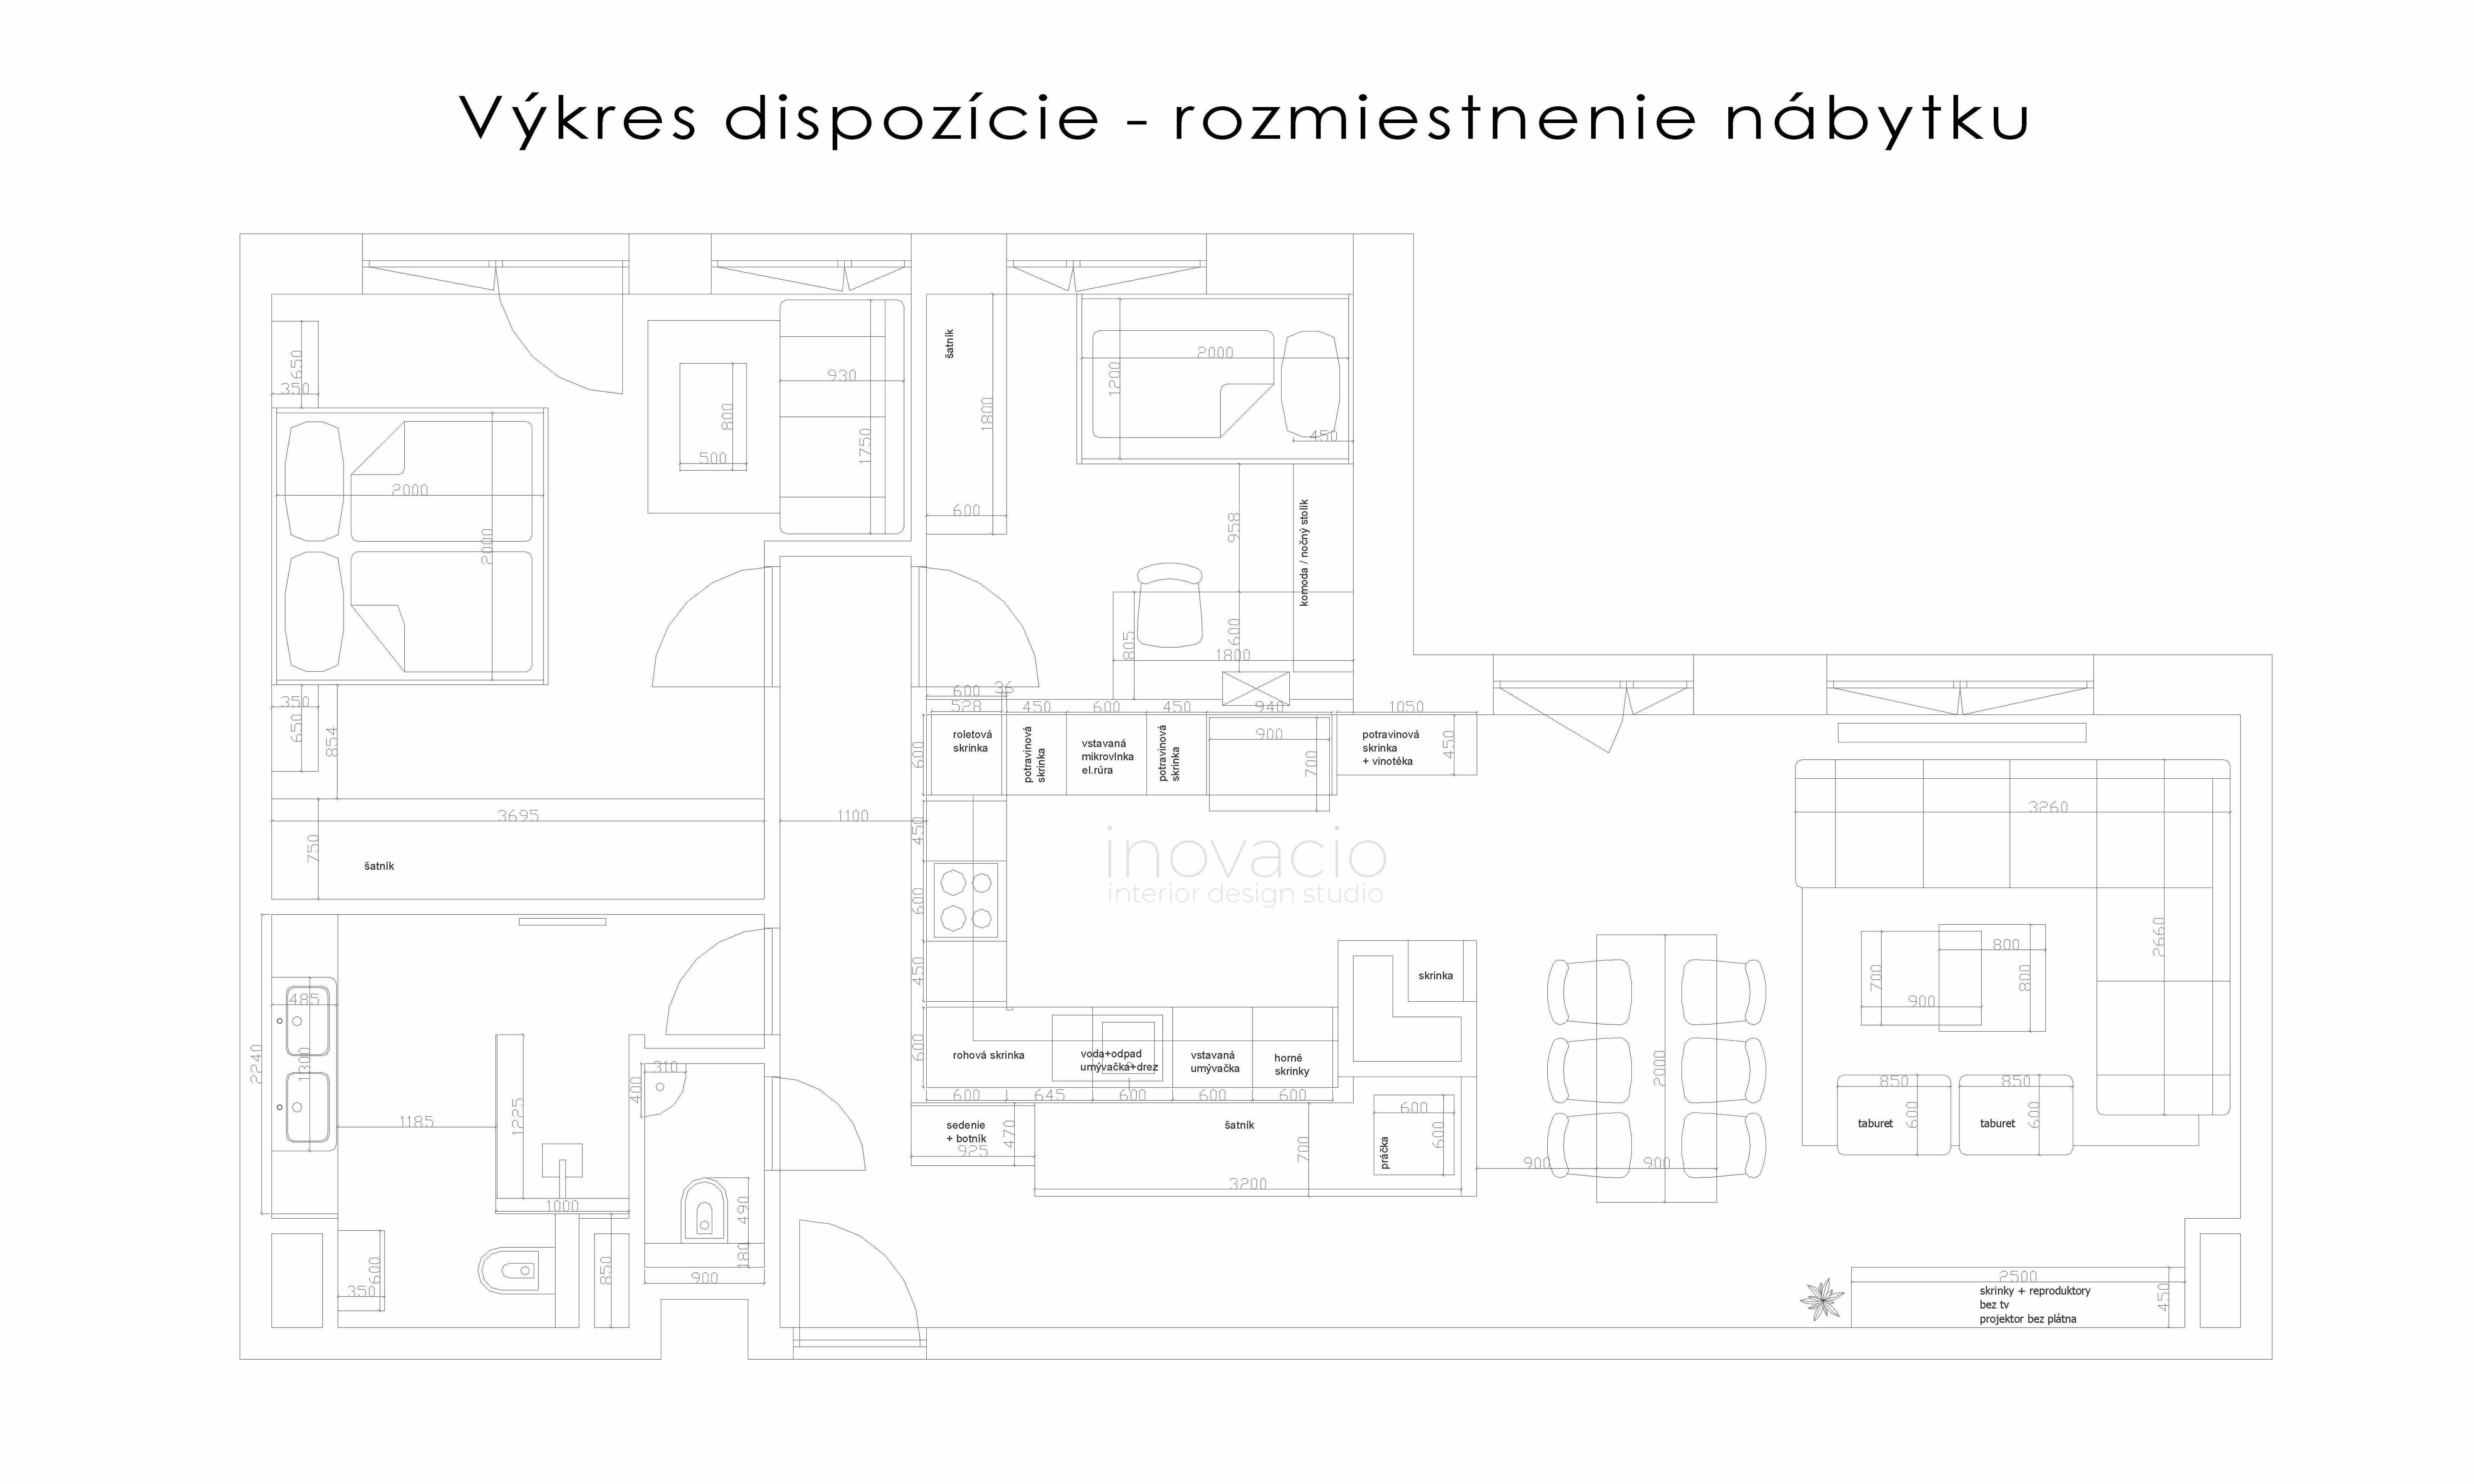 Výkres dispozície - rozmiestnenie nábytku
650
350
2000
2000
350
650
854
3695
750
šatník
930
800
500
1750
šatník
1800
600
2000
1200
450
958
komoda / nočný stolík
805
600
1800
600
36
528
450
600
450
940
1050
600
roletová
skrinka
potravinová
skrinka
vstavaná
mikrovlnka
el.rúra
potravinová
skrinka
900
700
potravinová
skrinka
+ vinotéka
450
1100
450
600
450
600
inovacio
interior design studio
skrinka
rohová skrinka
voda+odpad
umývačka+drez
vstavaná
umývačka
horné
skrinky
600
645
600
600
600
sedenie
+ botník
925
470
šatník
700
3200
práčka
600
600
900
900
2000
3260
2660
700
900
800
800
850
600
taburet
850
600
taburet
2500
450
skrinky + reproduktory
bez tv
projektor bez plátna
485
1300
2240
1185
1225
1000
850
350
600
310
400
490
180
900